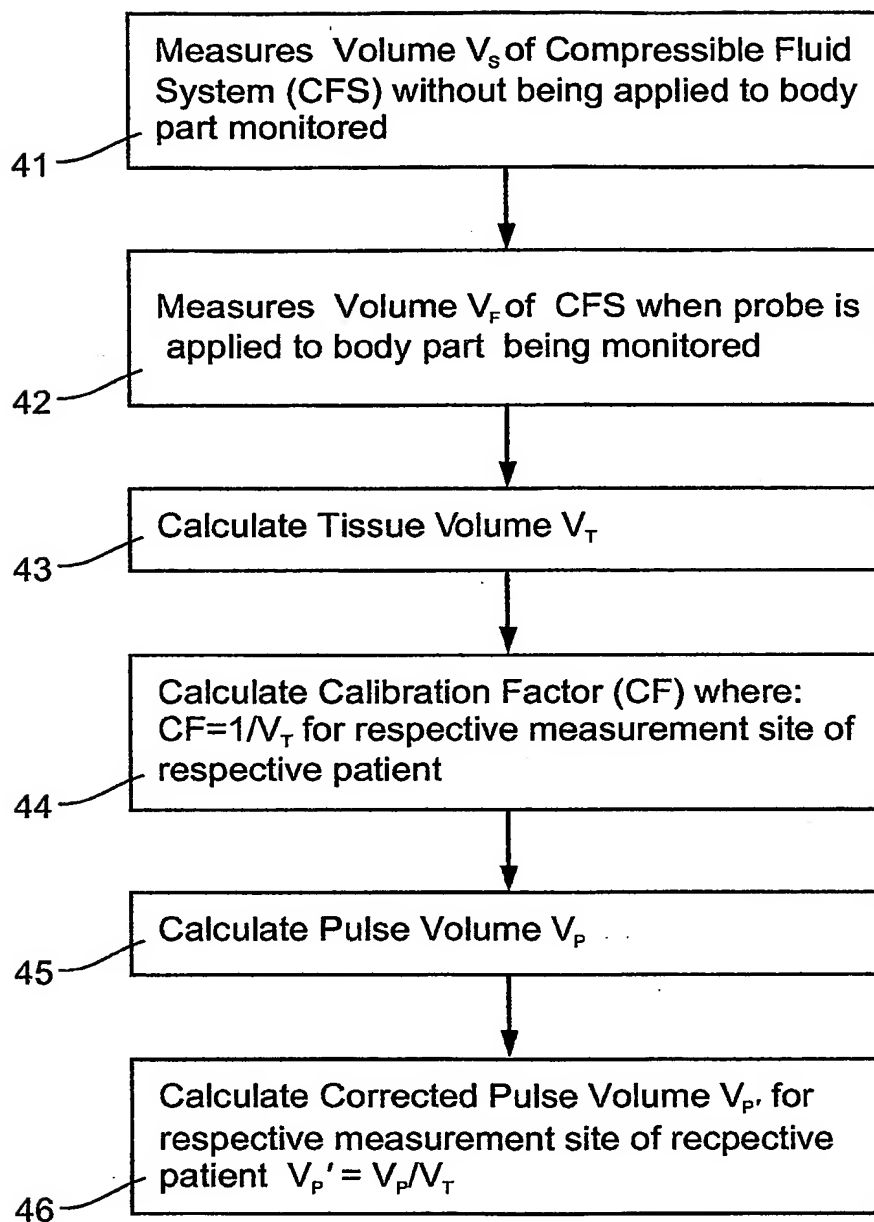 Measures Volume Vs of Compressible Fluid
System (CFS) without being applied to body
part monitored
41
Measures Volume VF of CFS when probe is
applied to body part being monitored
42
Calculate Tissue Volume VT
43
Calculate Calibration Factor (CF) where:
CF=1/VT for respective measurement site of
respective patient
44
Calculate Pulse Volume VP
45
Calculate Corrected Pulse Volume VP' for
respective measurement site of recpective
patient VP' = VP/VT
46